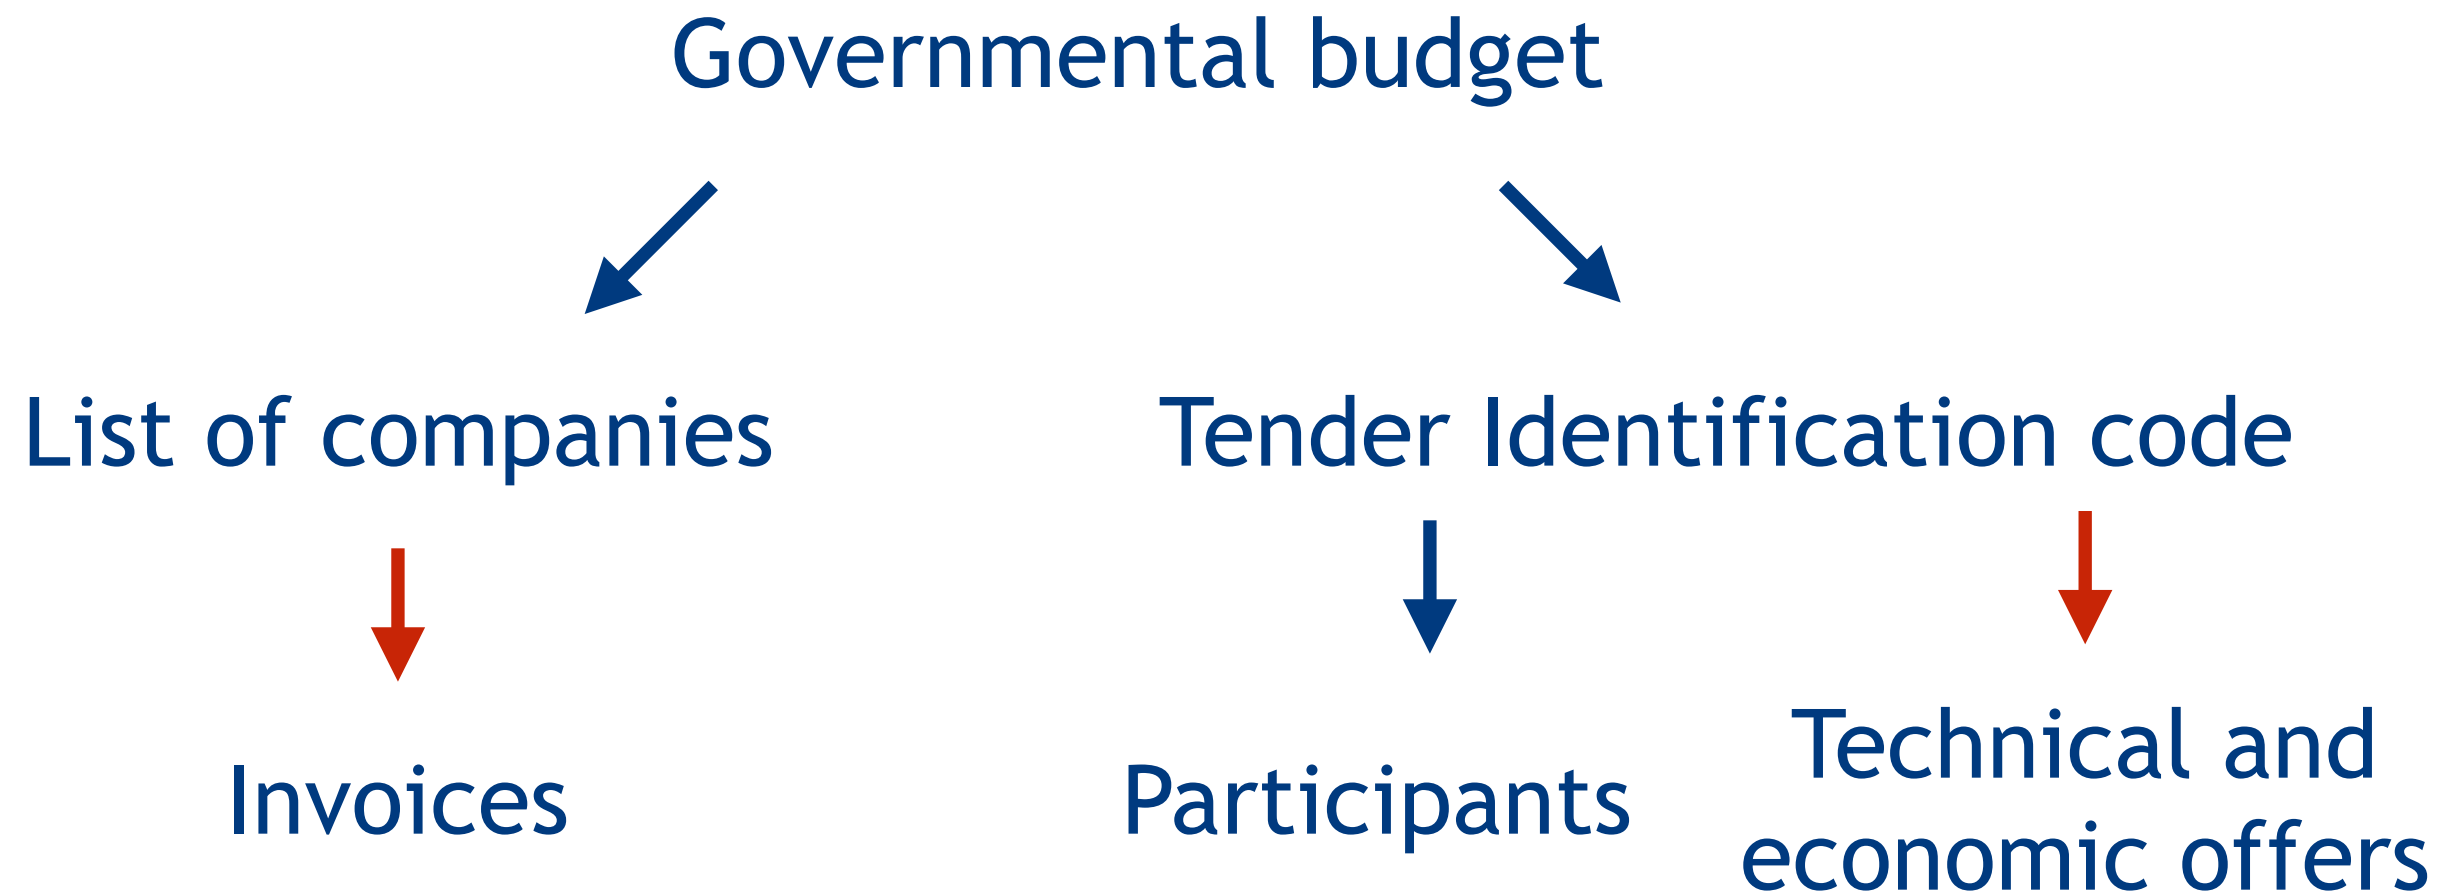 Governmental budget
List of companies
Tender Identification code
Invoices
Participants
Technical and
economic offers